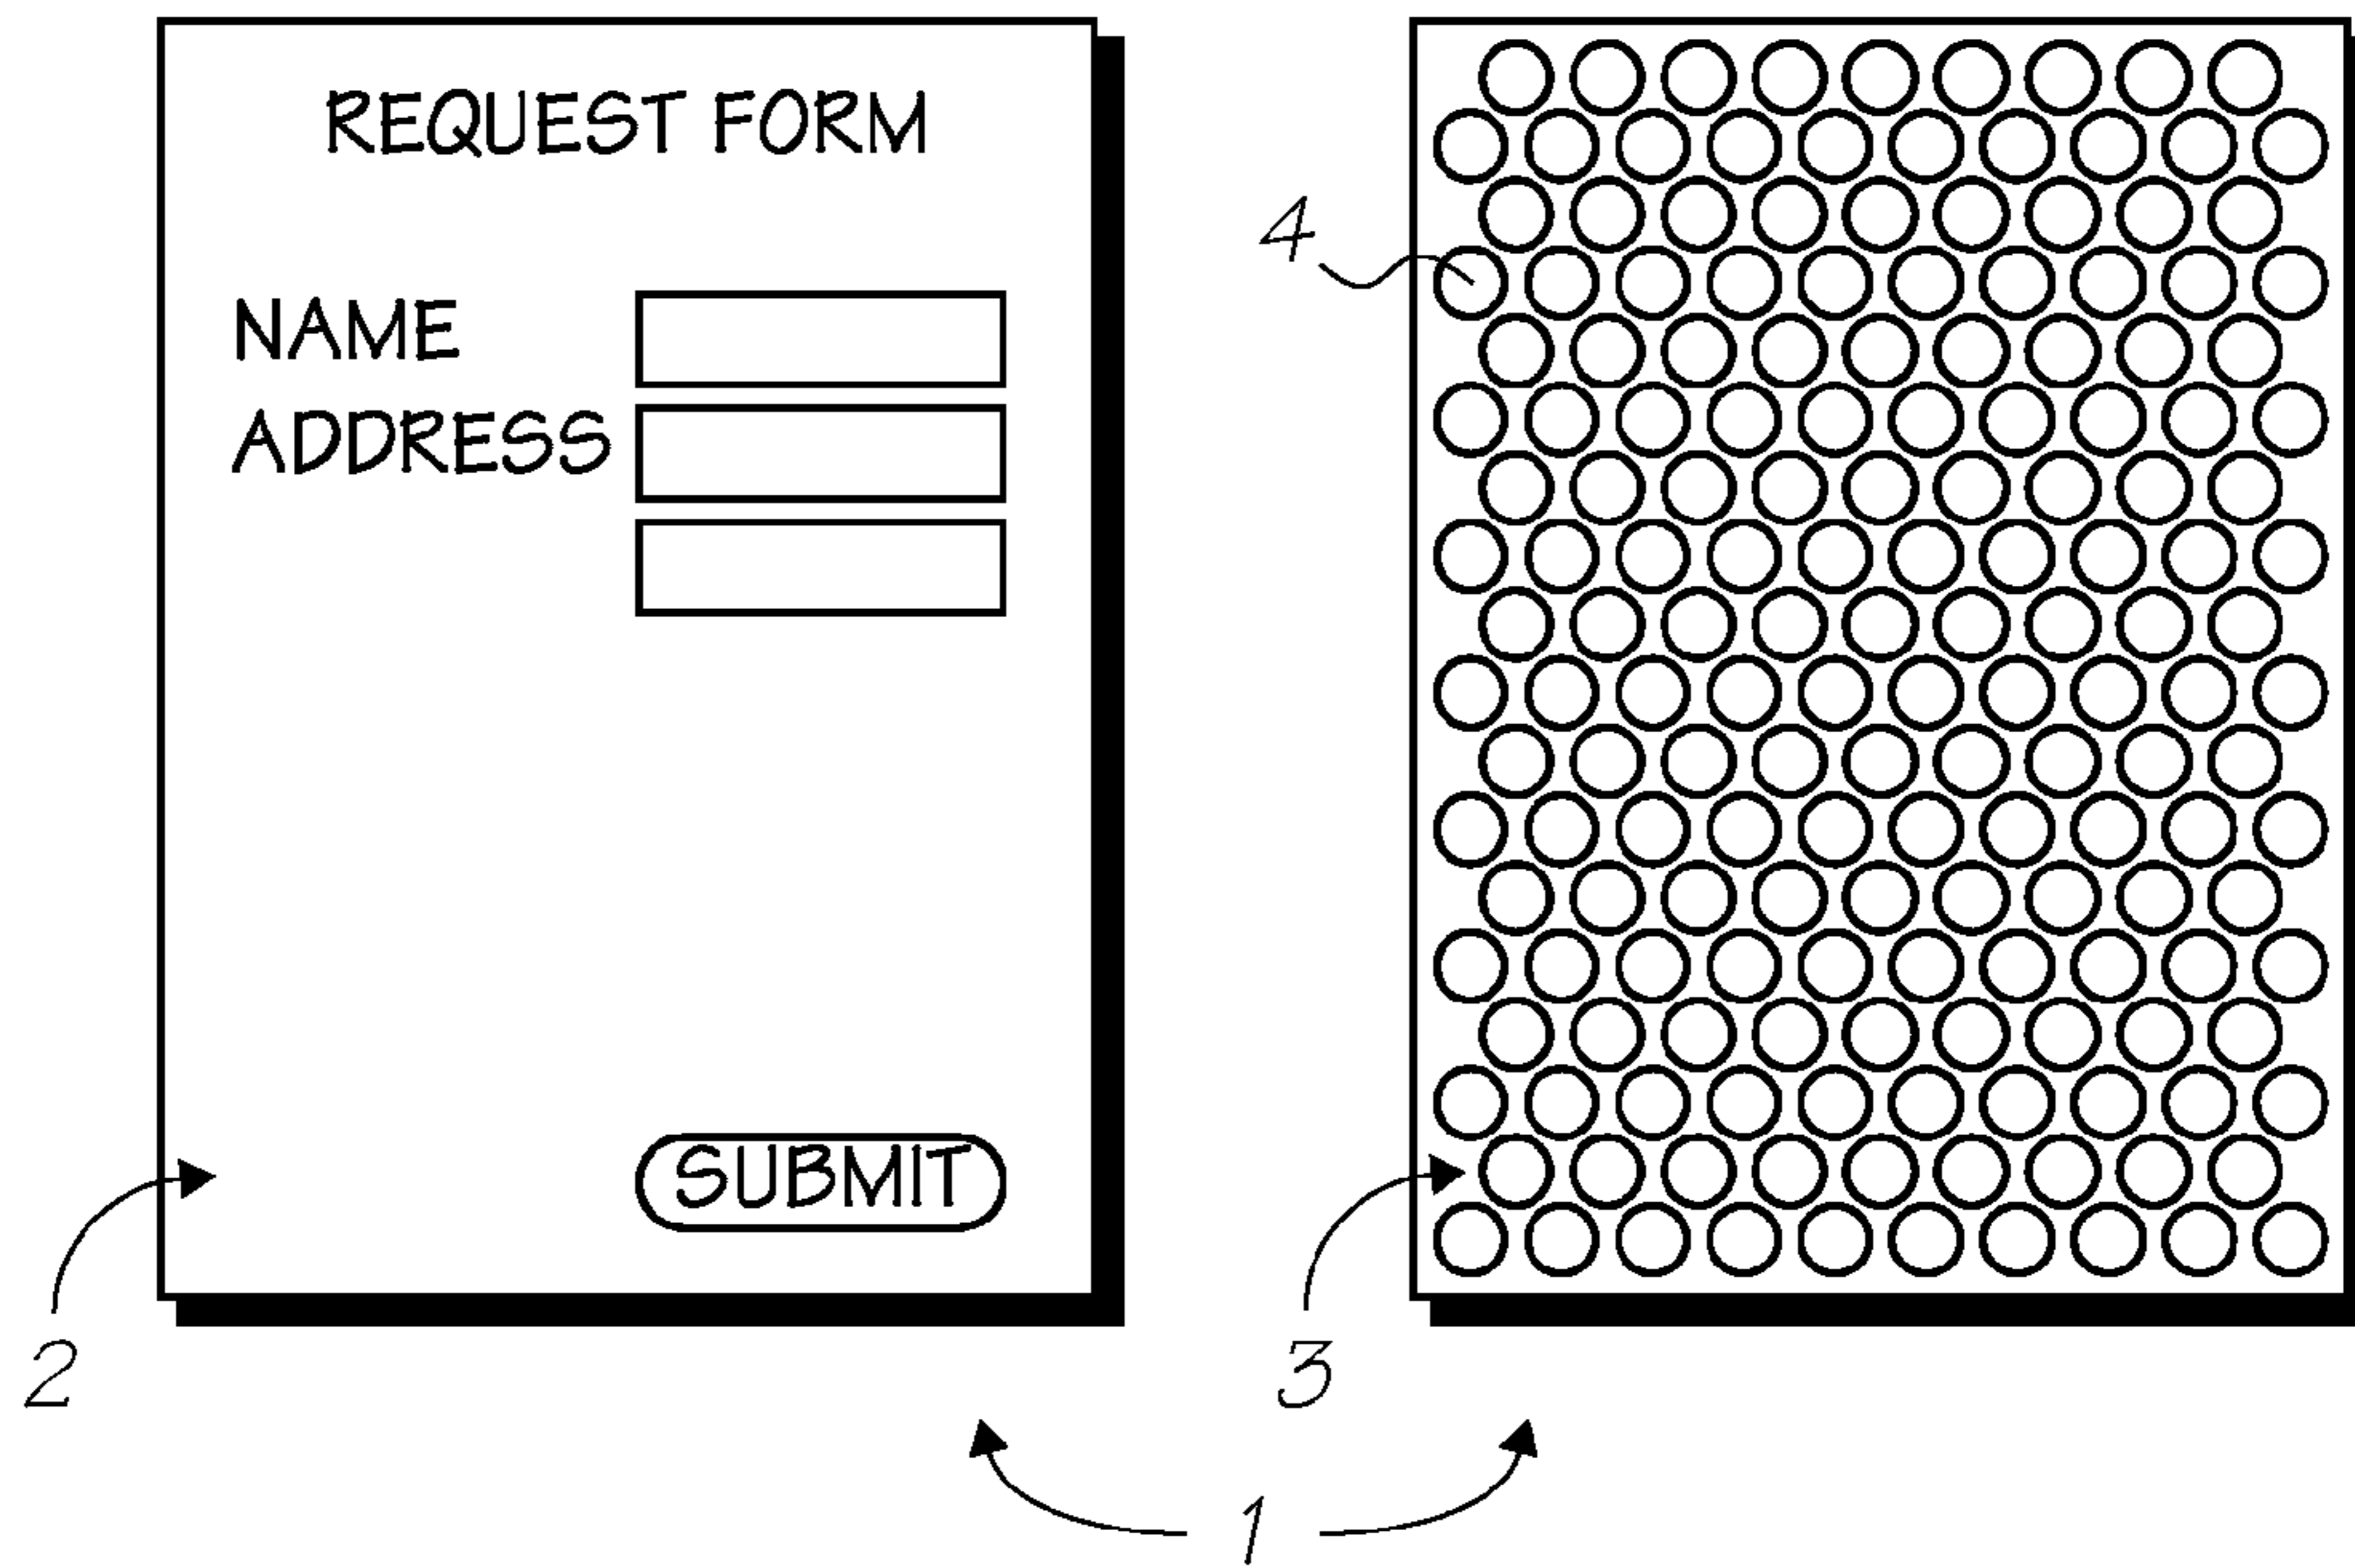 REQUEST FORM
4
NAME
ADDRESS
SUBMIT
2
3
1